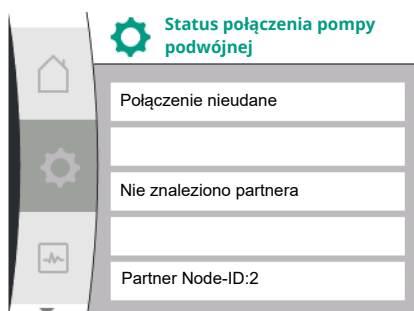 Status połączenia pompy
podwójnej
Połączenie nieudane
Nie znaleziono partnera
Partner Node-ID:2